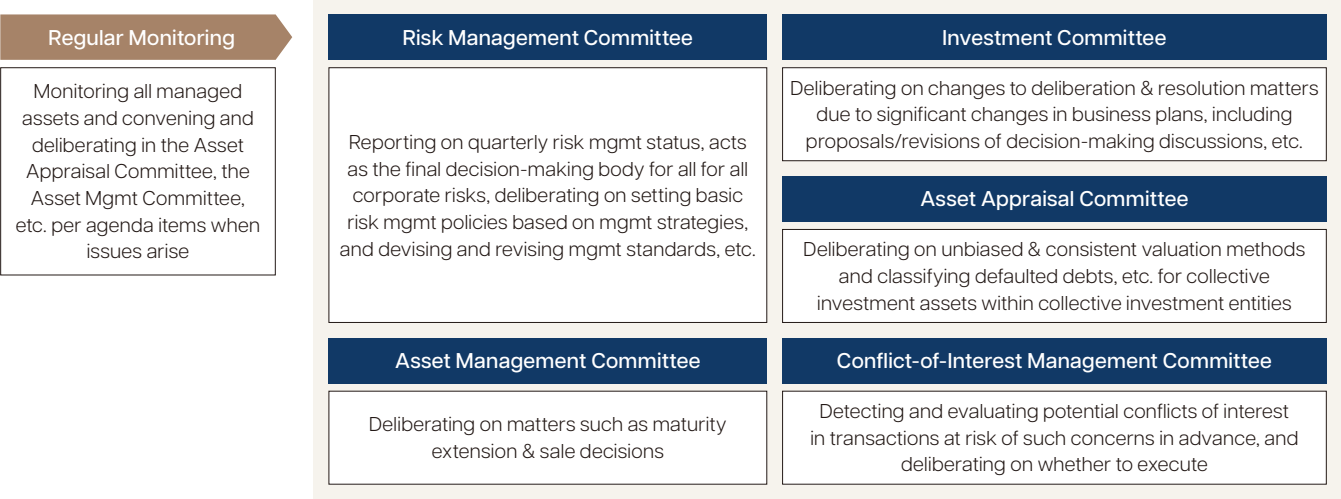 Regular Monitoring
Monitoring all managed
assets and convening and
deliberating in the Asset
Appraisal Committee, the
Asset Mgmt Committee,
etc. per agenda items when
issues arise
Risk Management Committee
Reporting on quarterly risk mgmt status, acts
as the final decision-making body for all for all
corporate risks, deliberating on setting basic
risk mgmt policies based on mgmt strategies,
and devising and revising mgmt standards, etc.
Investment Committee
Deliberating on changes to deliberation & resolution matters
due to significant changes in business plans, including
proposals/revisions of decision-making discussions, etc.
Asset Appraisal Committee
Deliberating on unbiased & consistent valuation methods
and classifying defaulted debts, etc. for collective
investment assets within collective investment entities
Asset Management Committee
Deliberating on matters such as maturity
extension & sale decisions
Conflict-of-Interest Management Committee
Detecting and evaluating potential conflicts of interest
in transactions at risk of such concerns in advance, and
deliberating on whether to execute